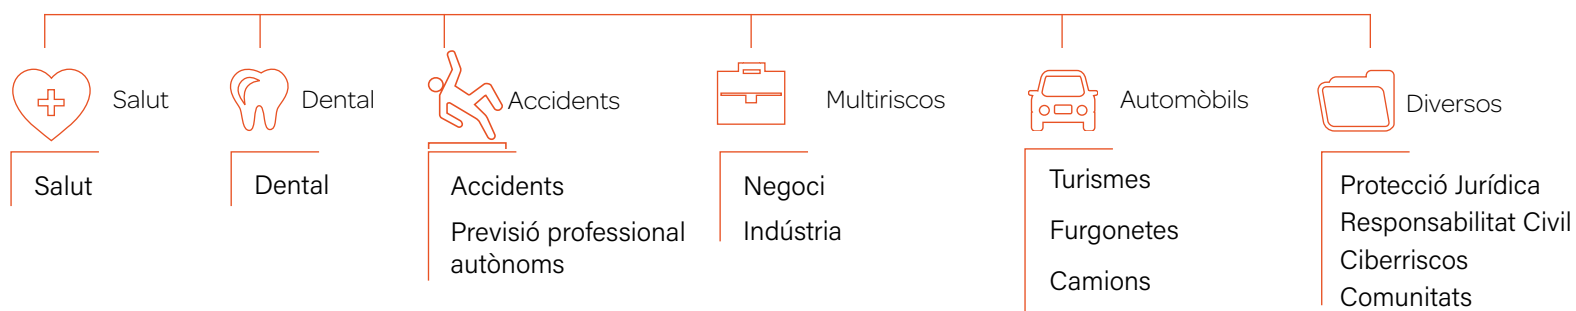 Salut
Dental
Accidents
Multiriscos
Automòbils
Diversos
Salut
Dental
Accidents
Previsió professional
autònoms
Negoci
Indústria
Turismes
Furgonetes
Camions
Protecció Jurídica
Responsabilitat Civil
Ciberriscos
Comunitats